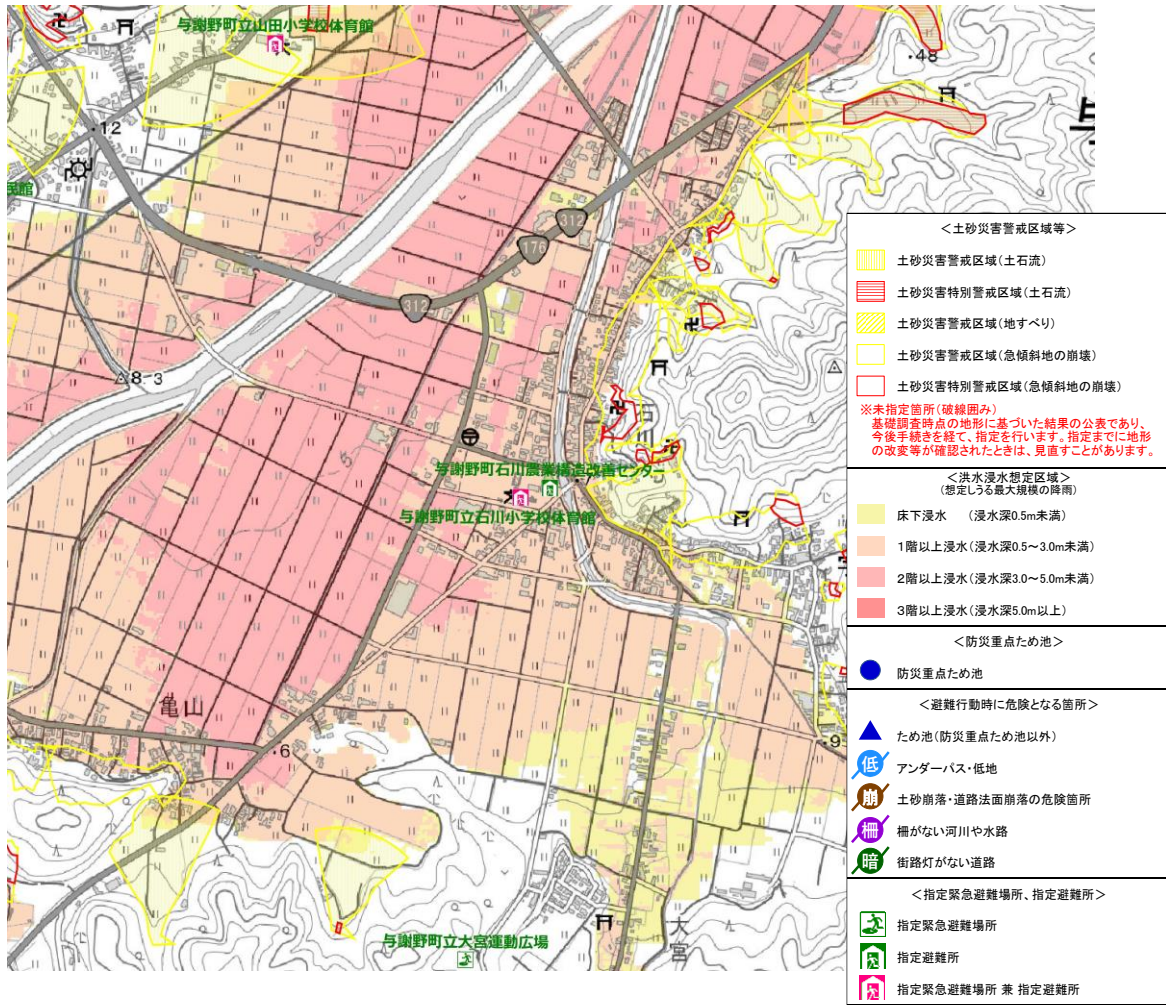 与謝野町立山田小学校体育館
48
12
民館
312
176
312
8.3
5
5
石川
与謝野町石川農業構造改善センター
与謝野町立石川小学校体育館
亀山
6
9
大宮
与謝野町立大宮運動広場
＜土砂災害警戒区域等＞
土砂災害警戒区域(土石流)
土砂災害特別警戒区域(土石流)
土砂災害警戒区域(地すべり)
土砂災害警戒区域(急傾斜地の崩壊)
土砂災害特別警戒区域(急傾斜地の崩壊)
※未指定箇所(破線囲み)
基礎調査時点の地形に基づいた結果の公表であり、
今後手続きを経て、指定を行います。指定までに地形
の改変等が確認されたときは、見直すことがあります。
＜洪水浸水想定区域＞
(想定しうる最大規模の降雨)
床下浸水 (浸水深0.5m未満)
1階以上浸水(浸水深0.5～3.0m未満)
2階以上浸水(浸水深3.0～5.0m未満)
3階以上浸水(浸水深5.0m以上)
＜防災重点ため池＞
防災重点ため池
＜避難行動時に危険となる箇所＞
ため池(防災重点ため池以外)
低 アンダーパス・低地
崩 土砂崩落・道路法面崩落の危険箇所
柵 柵がない河川や水路
暗 街路灯がない道路
＜指定緊急避難場所、指定避難所＞
指定緊急避難場所
指定避難所
指定緊急避難場所 兼 指定避難所